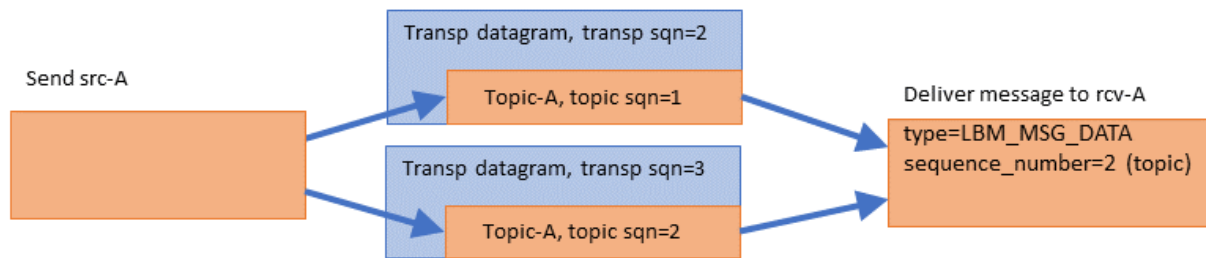 Send src-A
Transp datagram, transp sqn=2
Topic-A, topic sqn=1
Transp datagram, transp sqn=3
Topic-A, topic sqn=2
Deliver message to rcv-A
type=LBM_MSG_DATA
sequence_number=2 (topic)